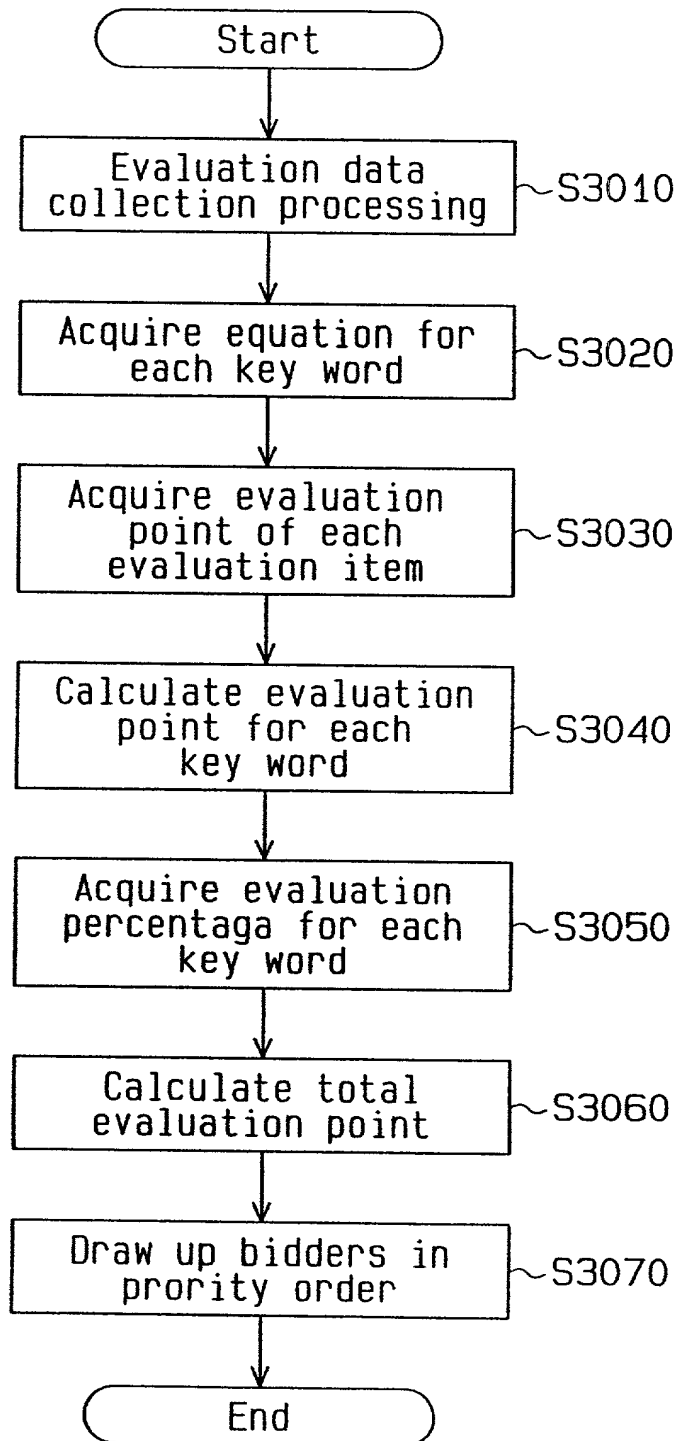 Start
Evaluation data
collection processing
S3010
Acquire equation for
each key word
S3020
Acquire evaluation
point of each
evaluation item
S3030
Calculate evaluation
point for each
key word
S3040
Acquire evaluation
percentaga for each
key word
S3050
Calculate total
evaluation point
S3060
Draw up bidders in
prority order
S3070
End